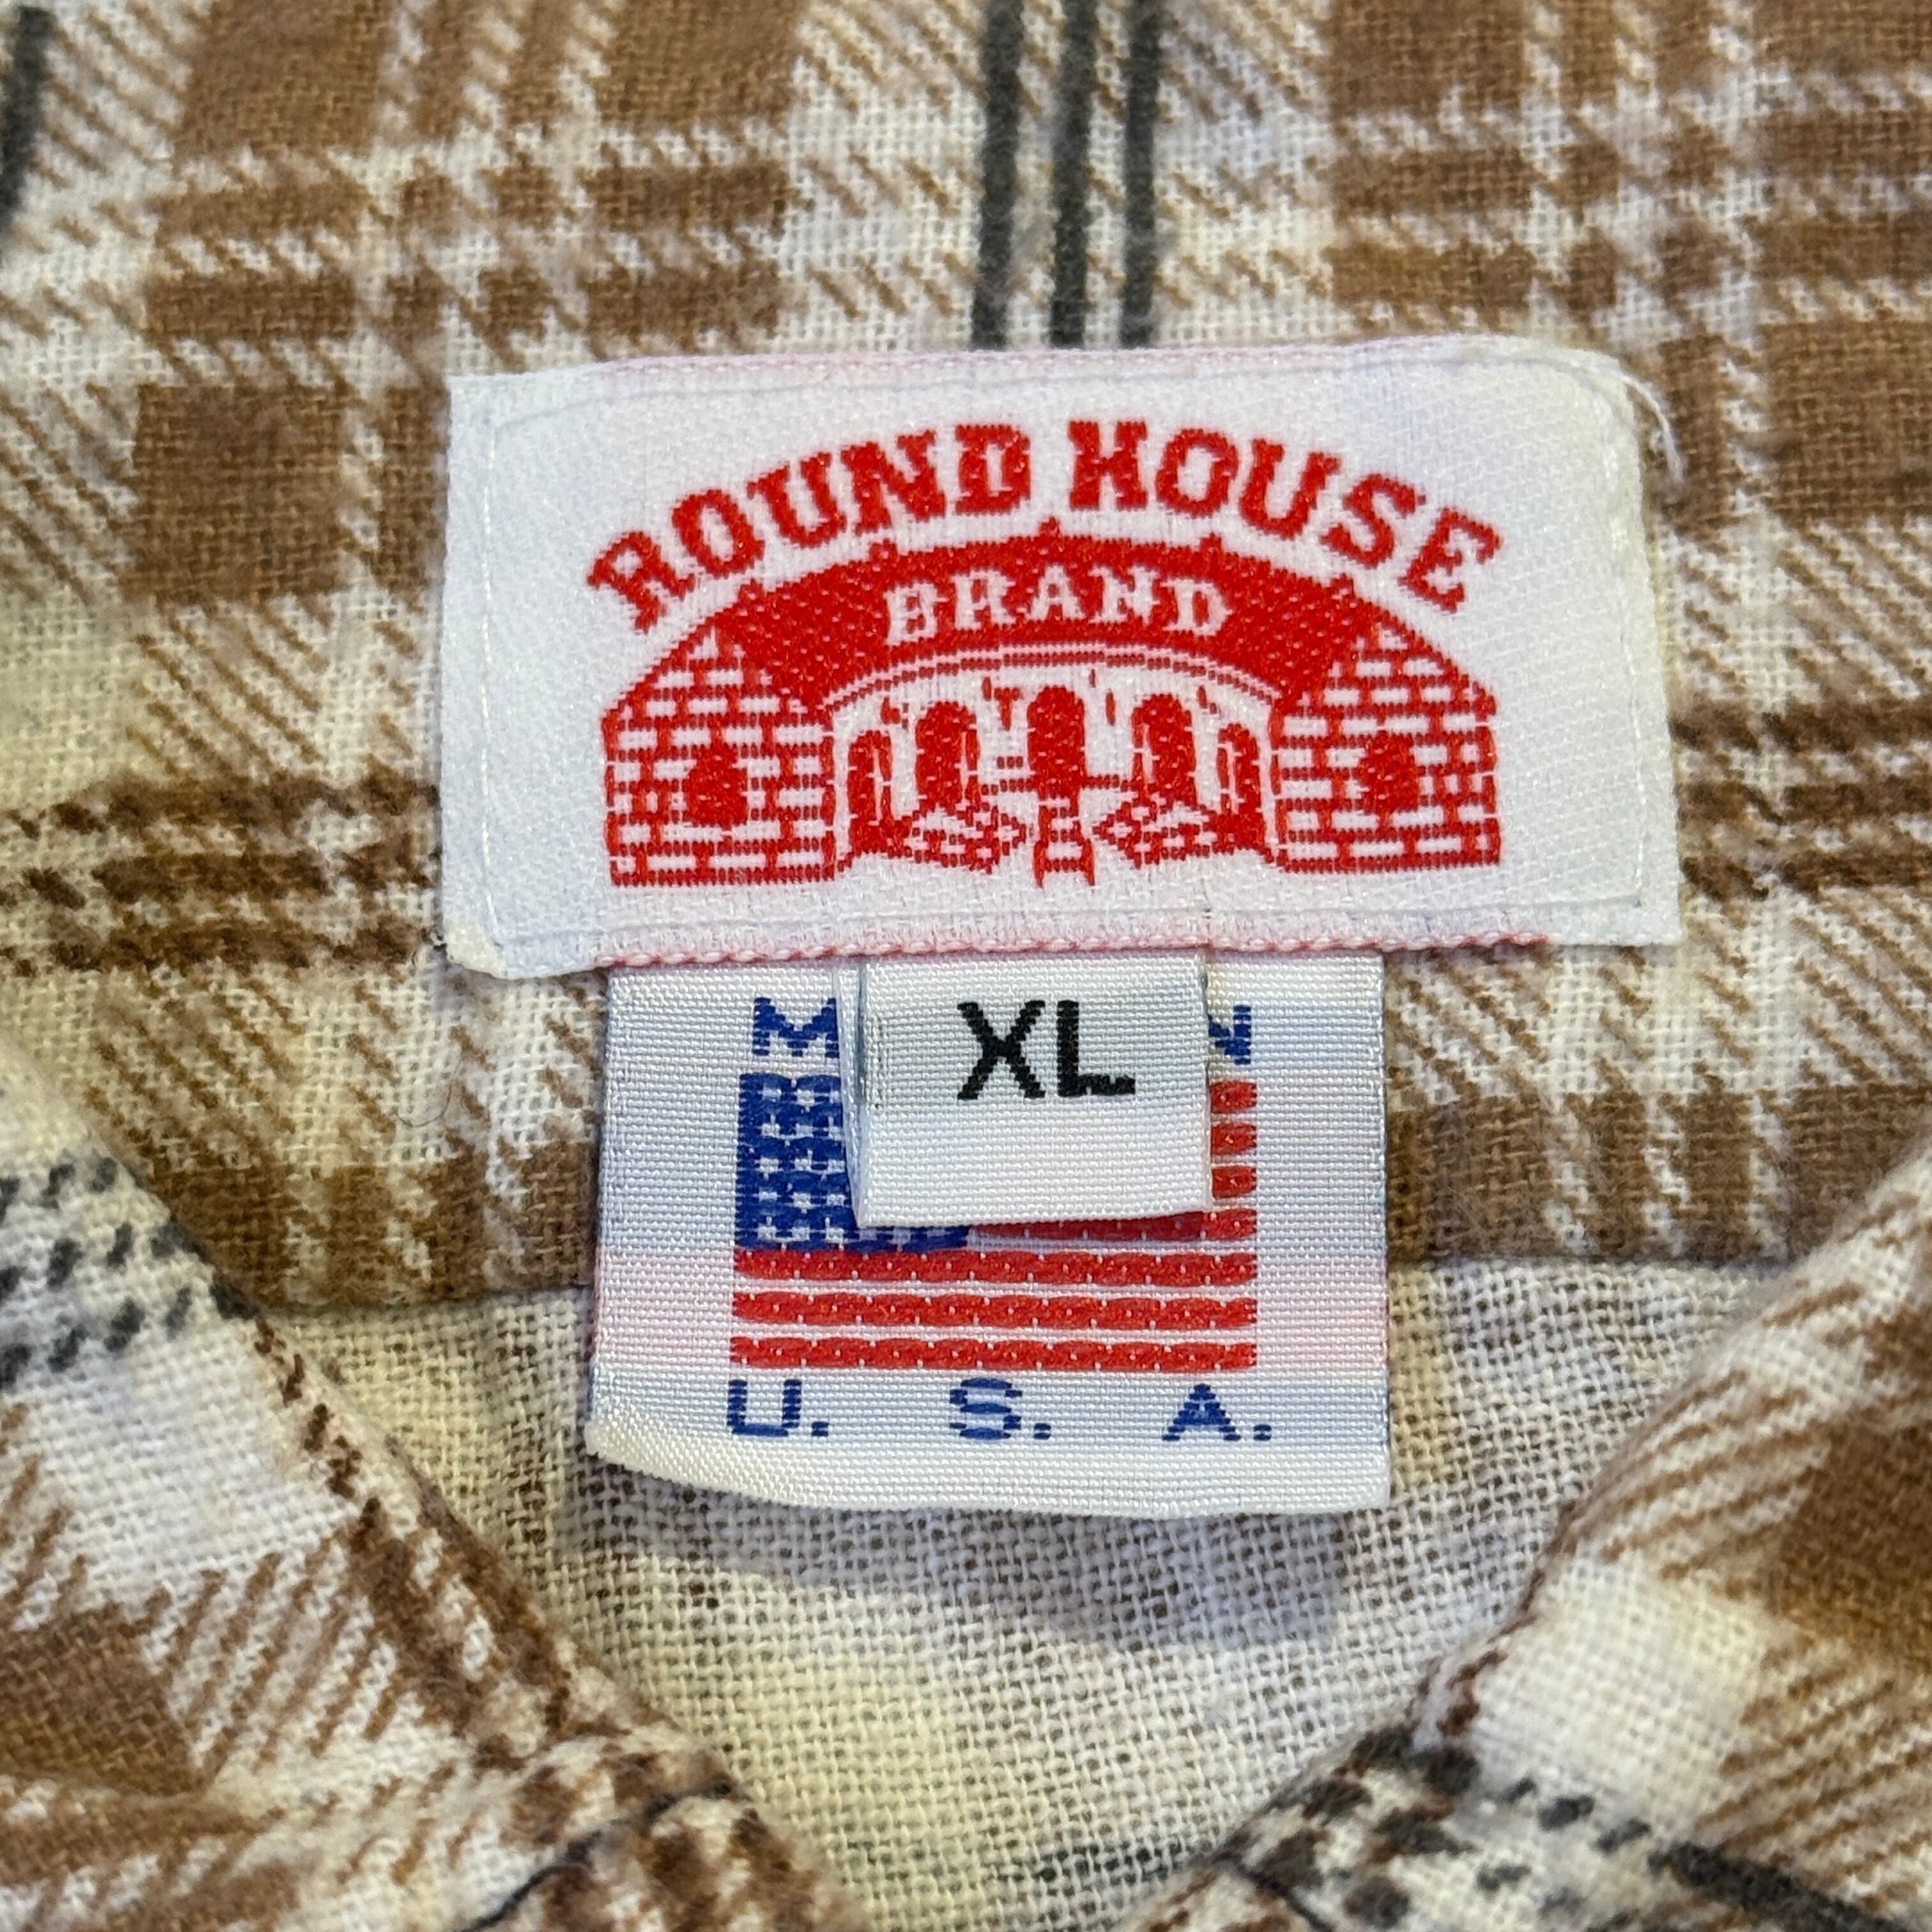 ROUND HOUSE
BRAND
XL
U. S. A.